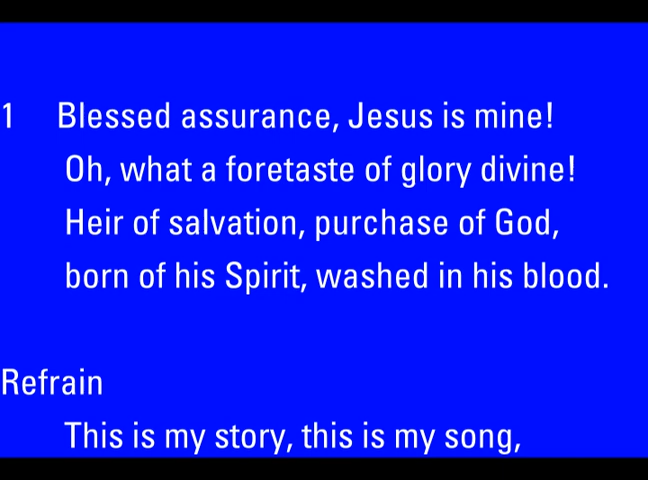 1 Blessed assurance, Jesus is mine!
Oh, what a foretaste of glory divine!
Heir of salvation, purchase of God,
born of his Spirit, washed in his blood.
Refrain
This is my story, this is my song,